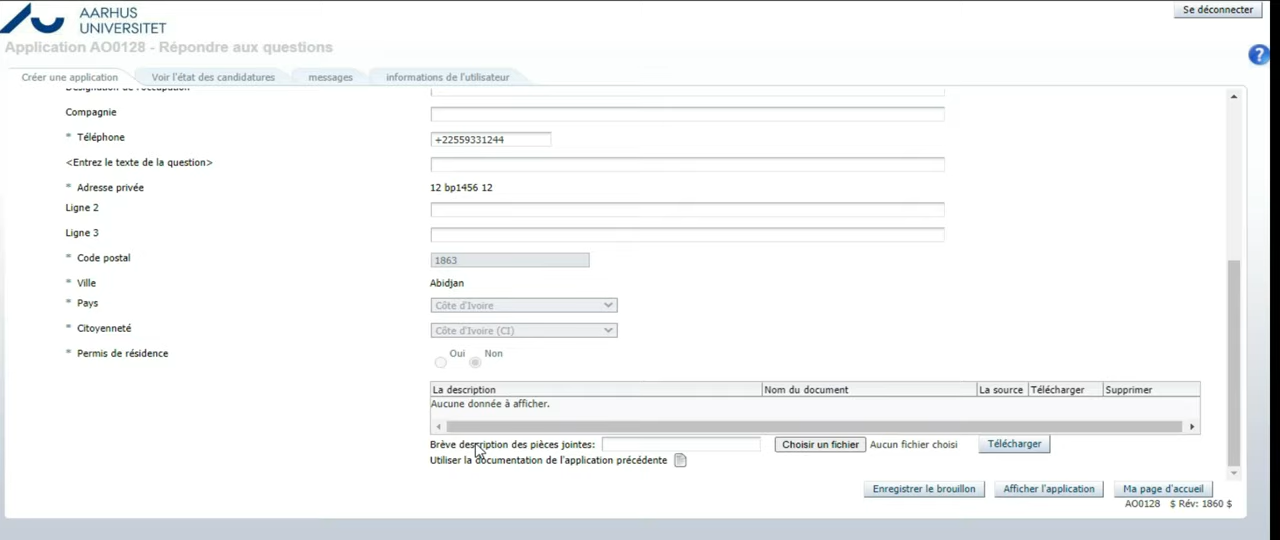 AARHUS
UNIVERSITET
Se déconnecter
Application AO0128 - Répondre aux questions
?
Créer une application Voir l'état des candidatures messages informations de l'utilisateur
Désignation de l'occupation
Compagnie
* Téléphone +22559331244
<Entrez le texte de la question>
* Adresse privée 12 bp1456 12
Ligne 2
Ligne 3
* Code postal 1863
* Ville Abidjan
* Pays Côte d'Ivoire
* Citoyenneté Côte d'Ivoire (CI)
* Permis de résidence Oui Non
La description Nom du document La source Télécharger Supprimer
Aucune donnée à afficher.
Brève description des pièces jointes: Choisir un fichier Aucun fichier choisi Télécharger
Utiliser la documentation de l'application précédente
Enregistrer le brouillon Afficher l'application Ma page d'accueil
AO0128 $ Rév: 1860 $